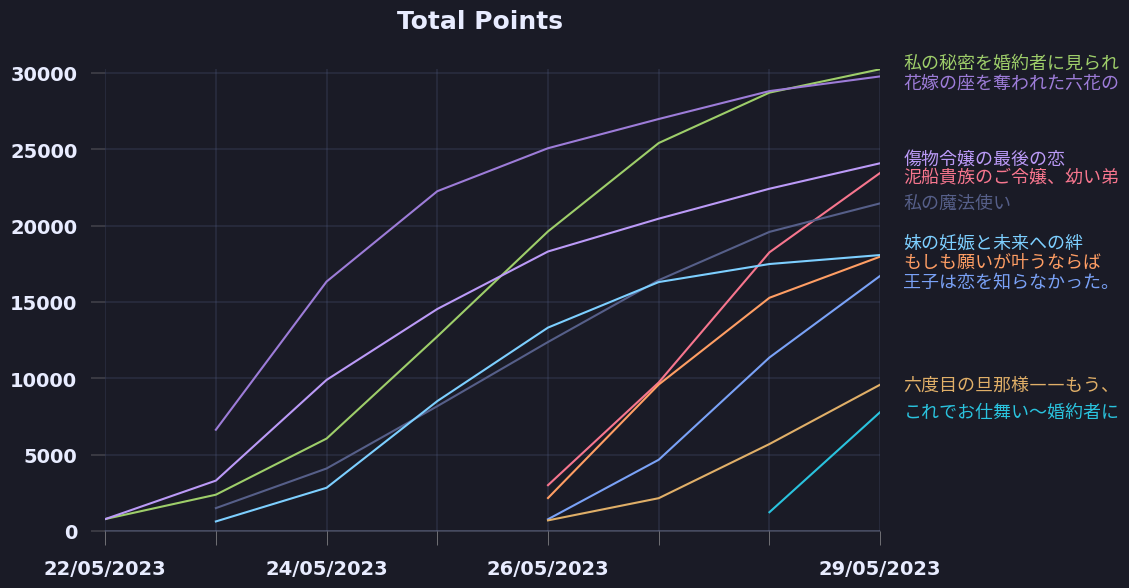 Total Points
30000
25000
20000
15000
10000
5000
0
22/05/2023
24/05/2023
26/05/2023
29/05/2023
私の秘密を婚約者に見られ
花嫁の座を奪われた六花の
傷物令嬢の最後の恋
泥船貴族のご令嬢、幼い弟
私の魔法使い
妹の妊娠と未来への絆
もしも願いが叶うならば
王子は恋を知らなかった。
六度目の旦那様——もう、
これでお仕舞い～婚約者に